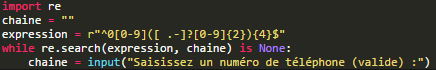 import re
chaine = ""
expression = r"^0[0-9]([ .-]?[0-9]{2}){4}$"
while re.search(expression, chaine) is None:
    chaine = input("Saisissez un numéro de téléphone (valide) :")